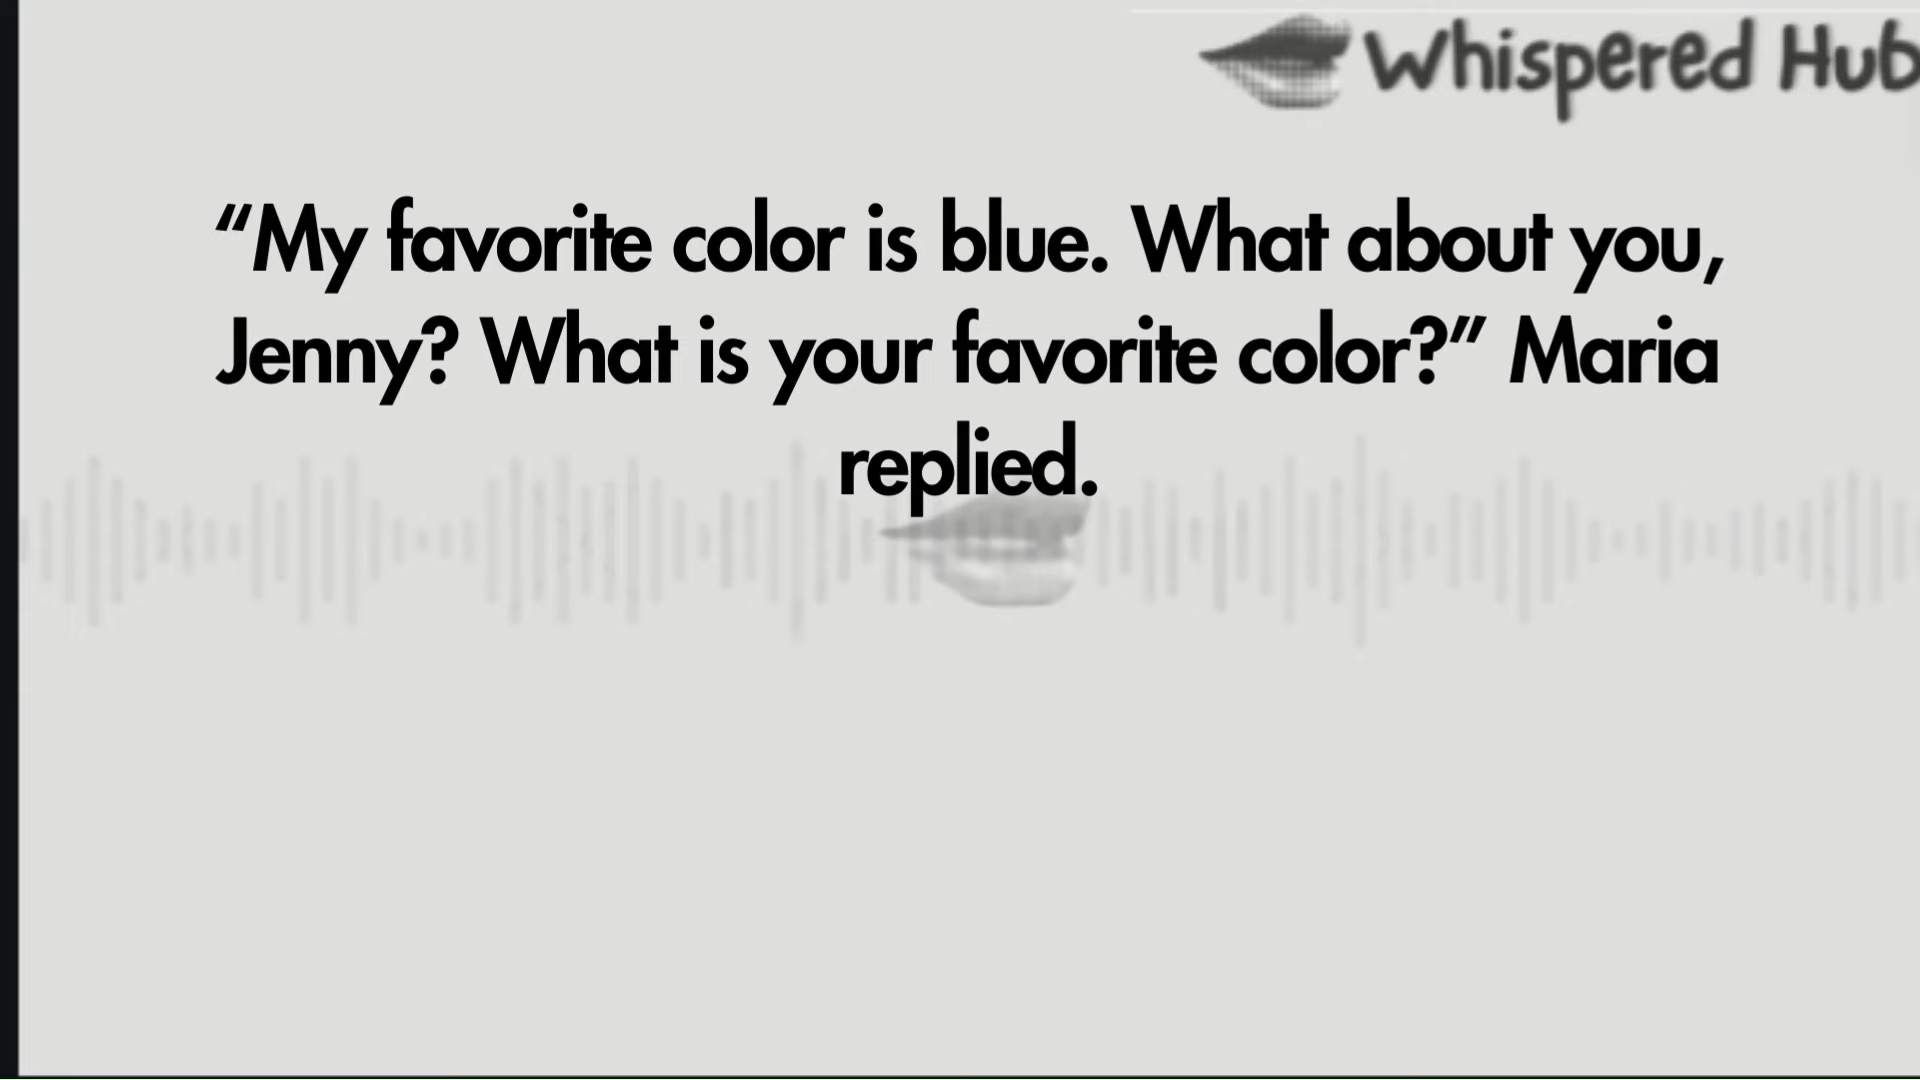 Whispered Hub
“My favorite color is blue. What about you,
Jenny? What is your favorite color?” Maria
replied.